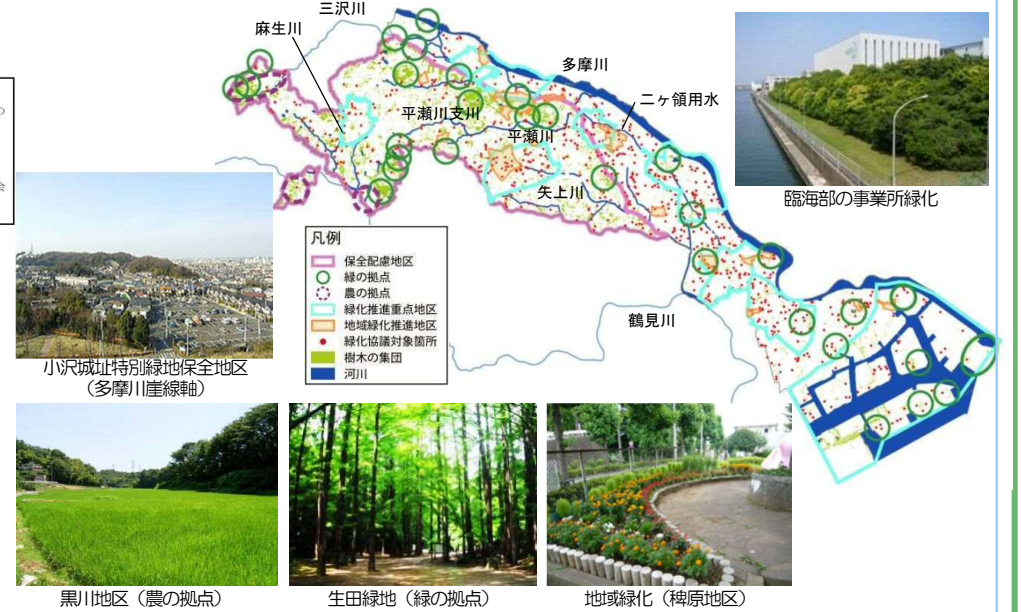 三沢川
麻生川
多摩川
二ヶ領用水
平瀬川支川
平瀬川
矢上川
鶴見川
臨海部の事業所緑化
凡例
保全配慮地区
緑の拠点
農の拠点
緑化推進重点地区
地域緑化推進地区
緑化協議対象箇所
樹木の集団
河川
小沢城址特別緑地保全地区
(多摩川崖線軸)
黒川地区(農の拠点)
生田緑地(緑の拠点)
地域緑化(稗原地区)